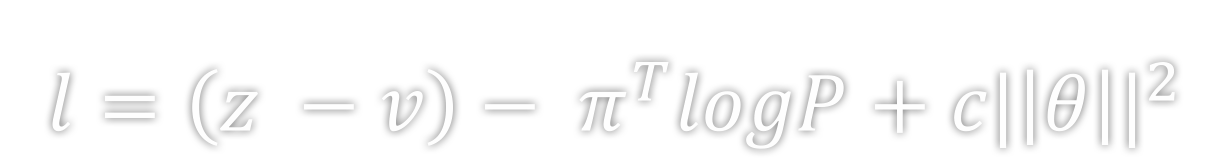 l ≡ (z − v) − π^T logP + c||θ||^2